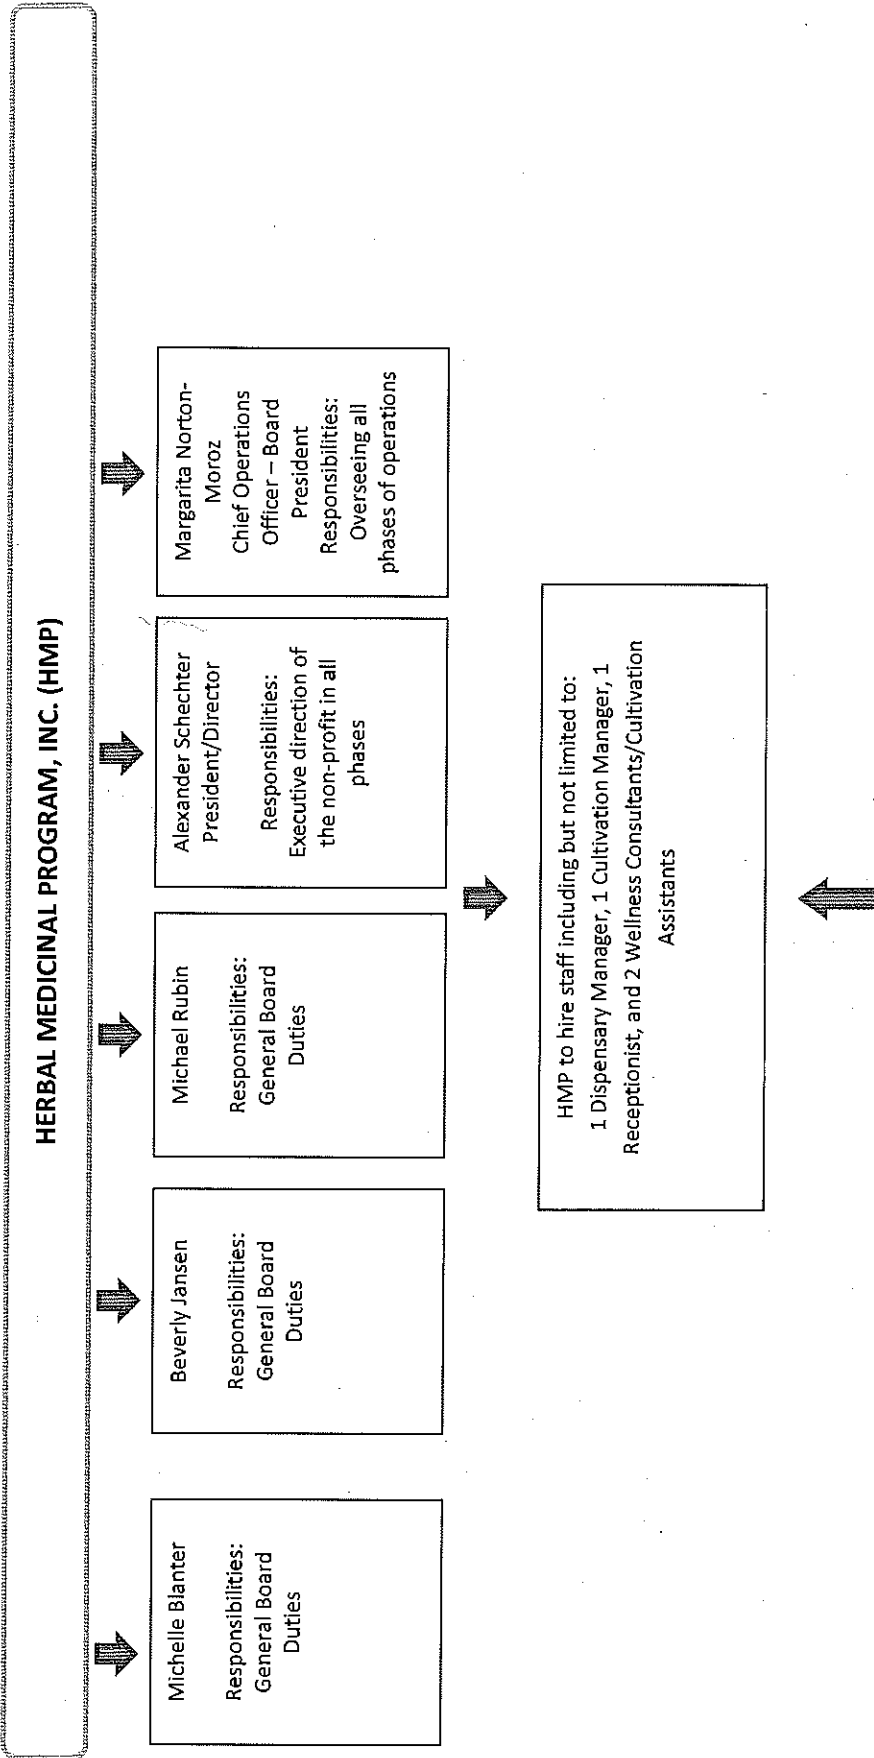 HERBAL MEDICINAL PROGRAM, INC. (HMP)
Michelle Blanter
Responsibilities:
General Board
Duties
Beverly Jansen
Responsibilities:
General Board
Duties
Michael Rubin
Responsibilities:
General Board
Duties
Alexander Schechter
President/Director
Responsibilities:
Executive direction of
the non-profit in all
phases
Margarita Norton-
Moroz
Chief Operations
Officer – Board
President
Responsibilities:
Overseeing all
phases of operations
HMP to hire staff including but not limited to:
1 Dispensary Manager, 1 Cultivation Manager, 1
Receptionist, and 2 Wellness Consultants/Cultivation
Assistants